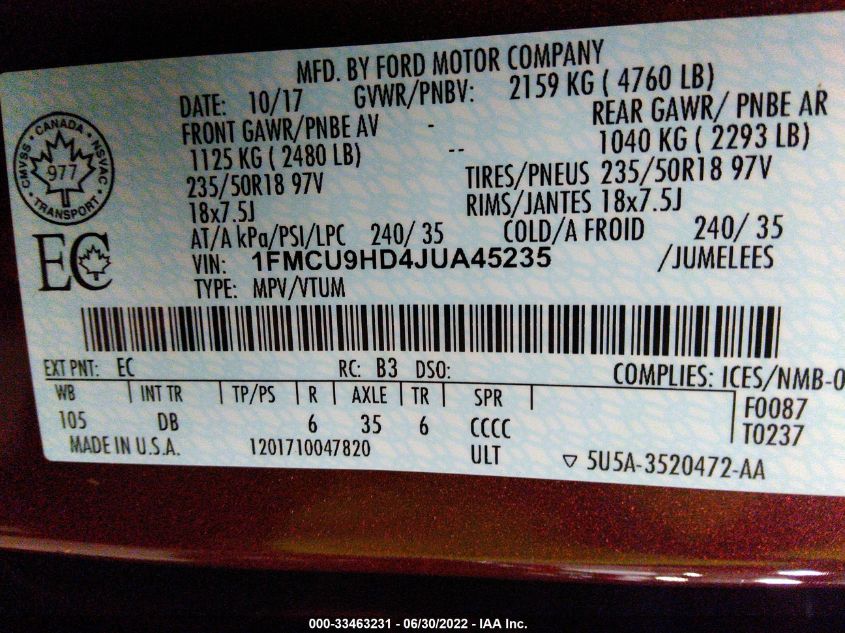 MFD. BY FORD MOTOR COMPANY
DATE: 10/17 GVWR/PNBV: 2159 KG ( 4760 LB)
FRONT GAWR/PNBE AV - REAR GAWR/ PNBE AR
1125 KG ( 2480 LB) -- 1040 KG ( 2293 LB)
235/50R18 97V TIRES/PNEUS 235/50R18 97V
18x7.5J RIMS/JANTES 18x7.5J
AT/A kPa/PSI/LPC 240/ 35 COLD/A FROID 240/ 35
VIN: 1FMCU9HD4JUA45235 /JUMELEES
TYPE: MPV/VTUM
CMVSS - CANADA - NSVAC
977
TRANSPORT
EC
EXT PNT: EC RC: B3 DSO: COMPLIES: ICES/NMB-0
WB INT TR TP/PS R AXLE TR SPR F0087
105 DB 6 35 6 CCCC T0237
MADE IN U.S.A. 1201710047820 ULT 5U5A-3520472-AA
000-33463231 - 06/30/2022 - IAA Inc.